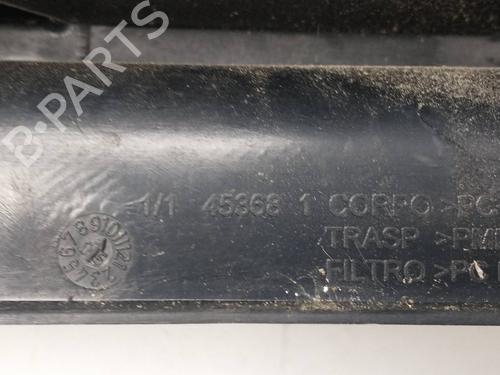 B-PARTS
1/1 45368 1 CORPO >PC
TRASP >PM
FILTRO >PC